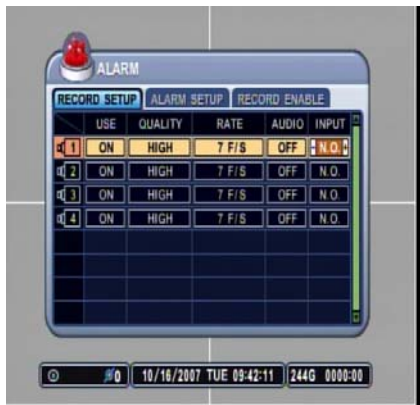 ALARM
RECORD SETUP ALARM SETUP RECORD ENABLE
USE QUALITY RATE AUDIO INPUT
1 ON HIGH 7 F/S OFF - N.O. +
2 ON HIGH 7 F/S OFF N.O.
3 ON HIGH 7 F/S OFF N.O.
4 ON HIGH 7 F/S OFF N.O.
0 10/16/2007 TUE 09:42:11 244G 0000:00